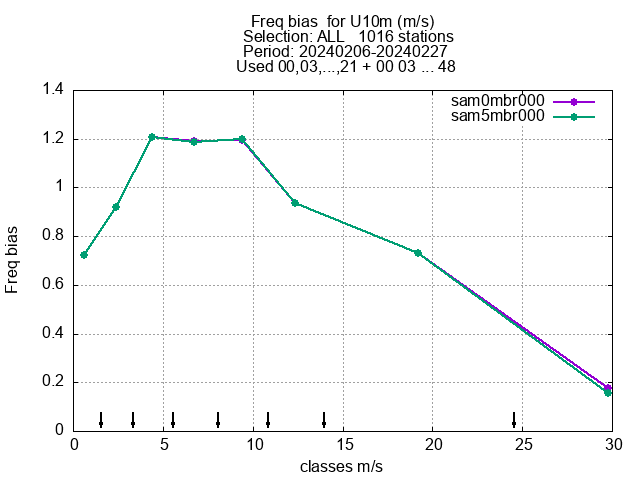 Freq bias  for U10m (m/s)
Selection: ALL   1016 stations
Period: 20240206-20240227
Used 00,03,...,21 + 00 03 ... 48
sam0mbr000
sam5mbr000
1.4
1.2
1
0.8
0.6
0.4
0.2
0
Freq bias
0 5 10 15 20 25 30
classes m/s